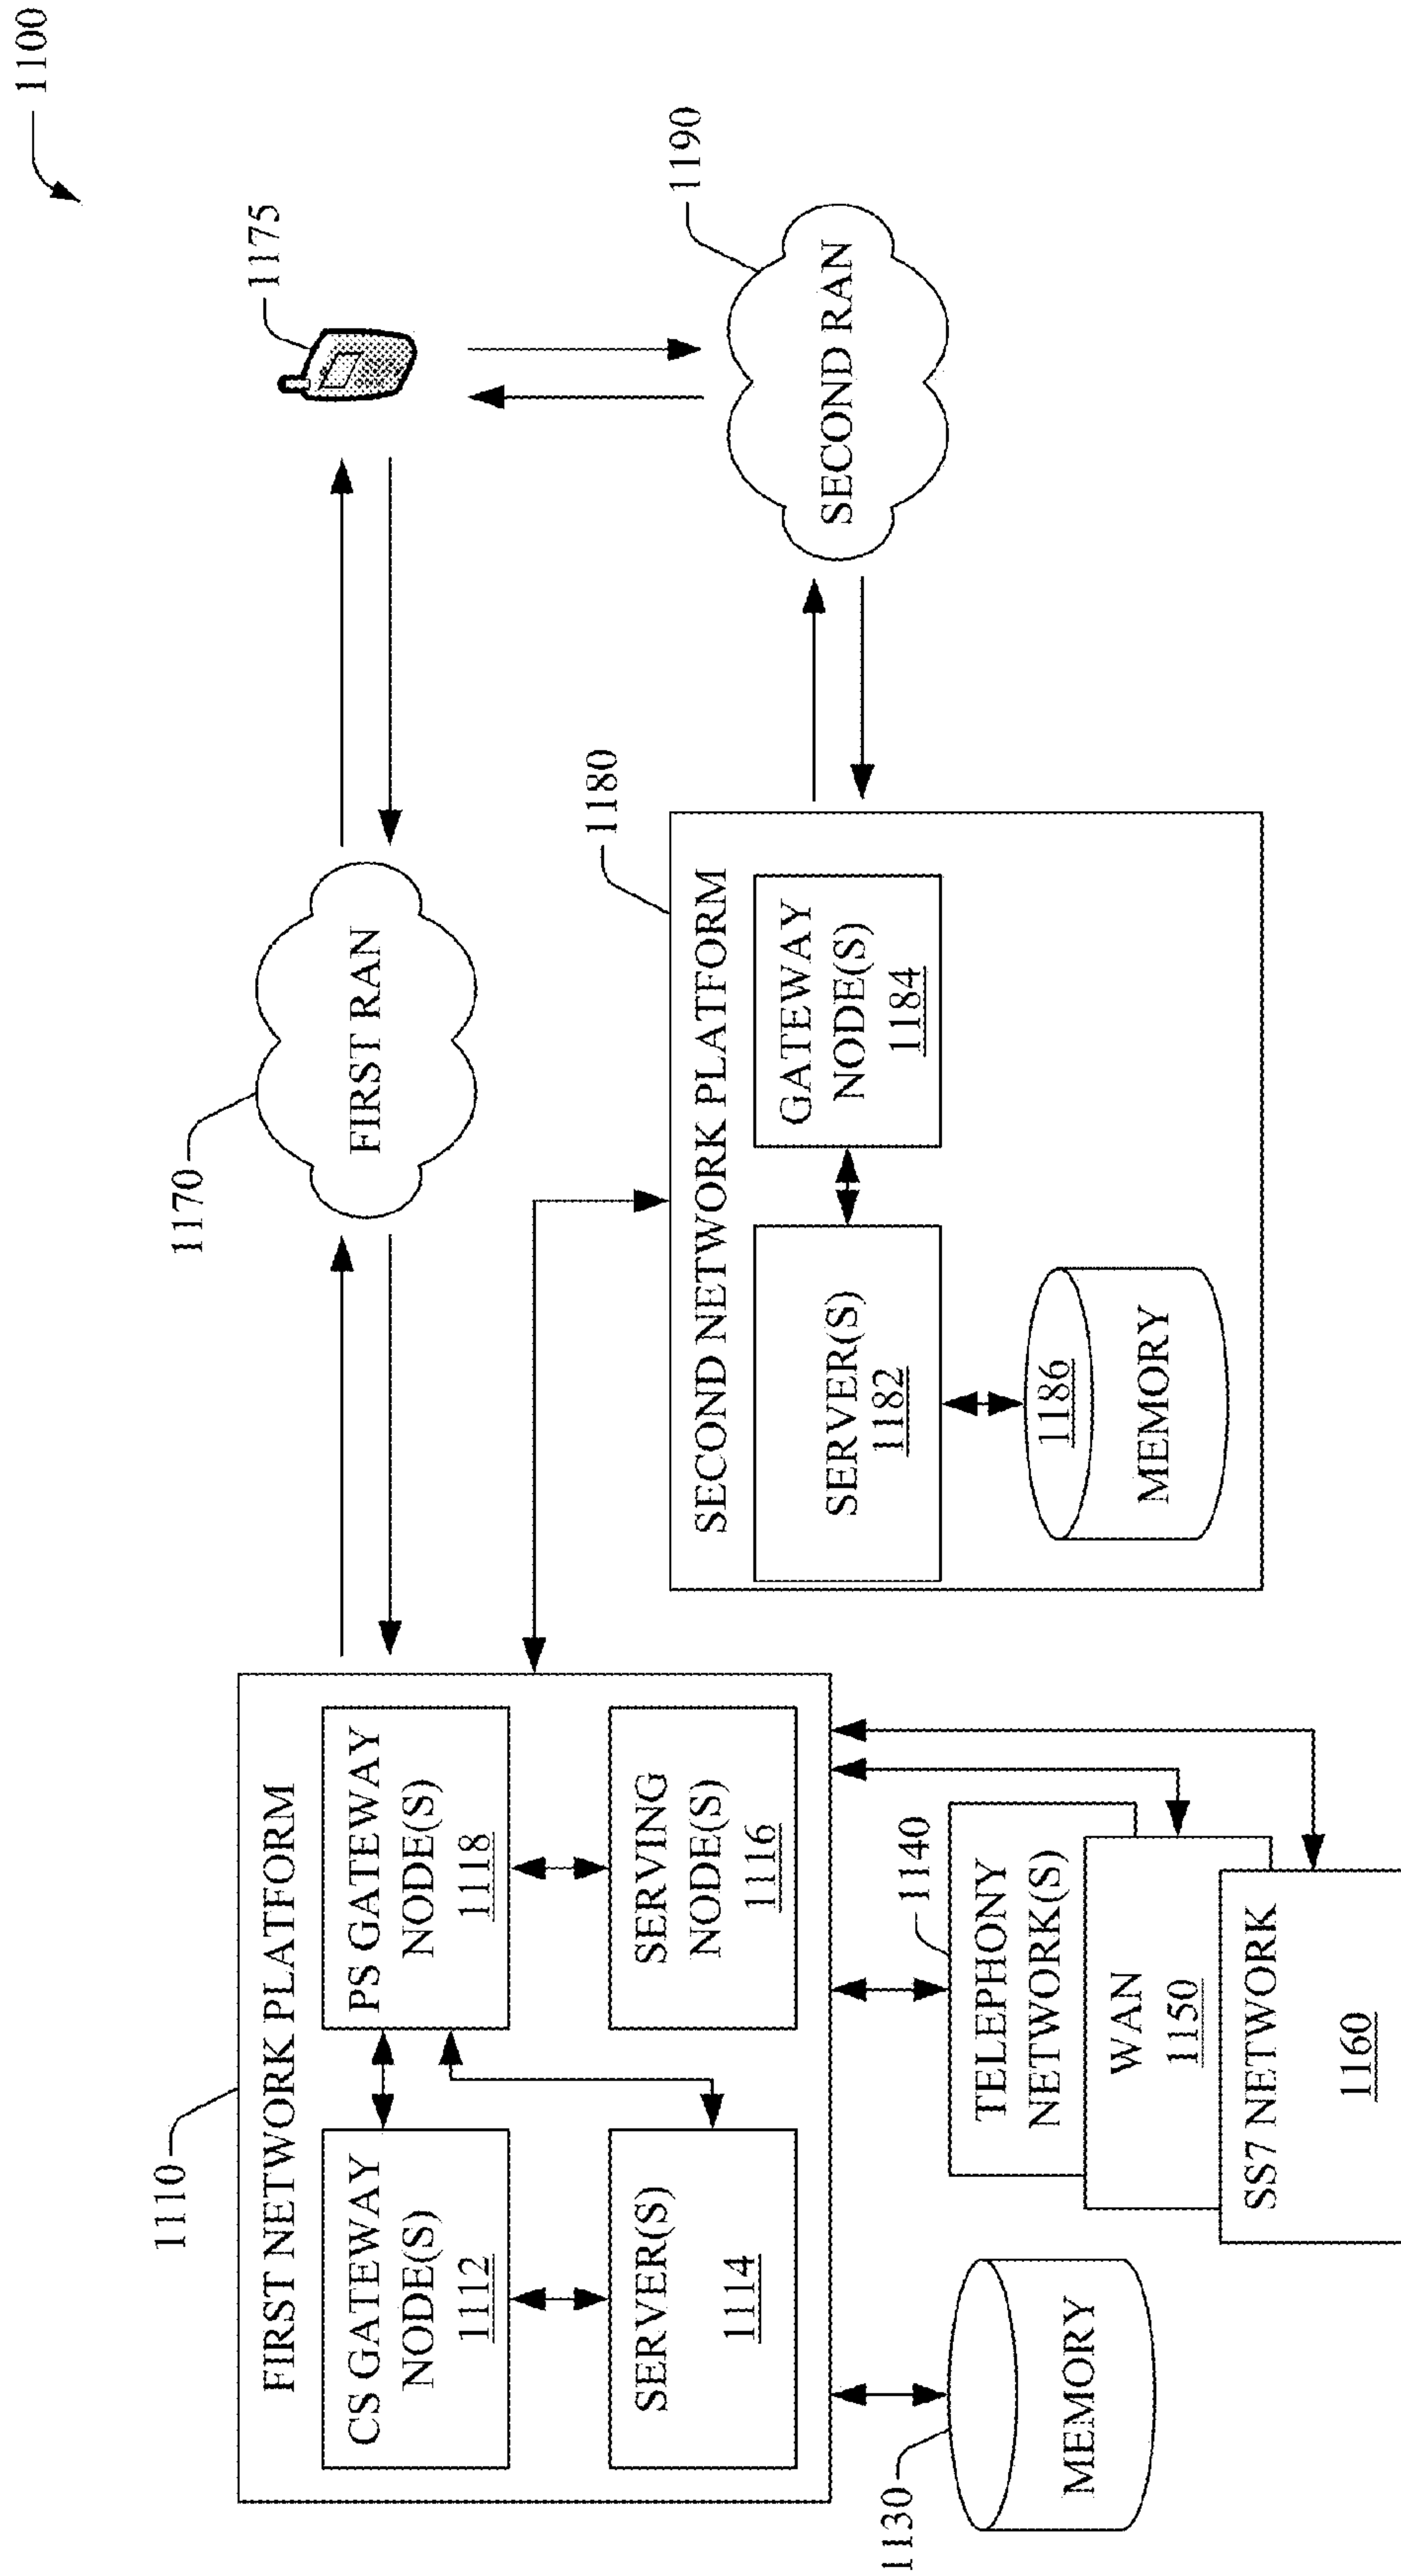 1100
1110
FIRST NETWORK PLATFORM
CS GATEWAY
NODE(S)
1112
PS GATEWAY
NODE(S)
1118
SERVER(S)
1114
SERVING
NODE(S)
1116
1130
MEMORY
1140
TELEPHONY
NETWORK(S)
WAN
1150
SS7 NETWORK
1160
1170
FIRST RAN
1175
1180
SECOND NETWORK PLATFORM
SERVER(S)
1182
GATEWAY
NODE(S)
1184
1186
MEMORY
1190
SECOND RAN